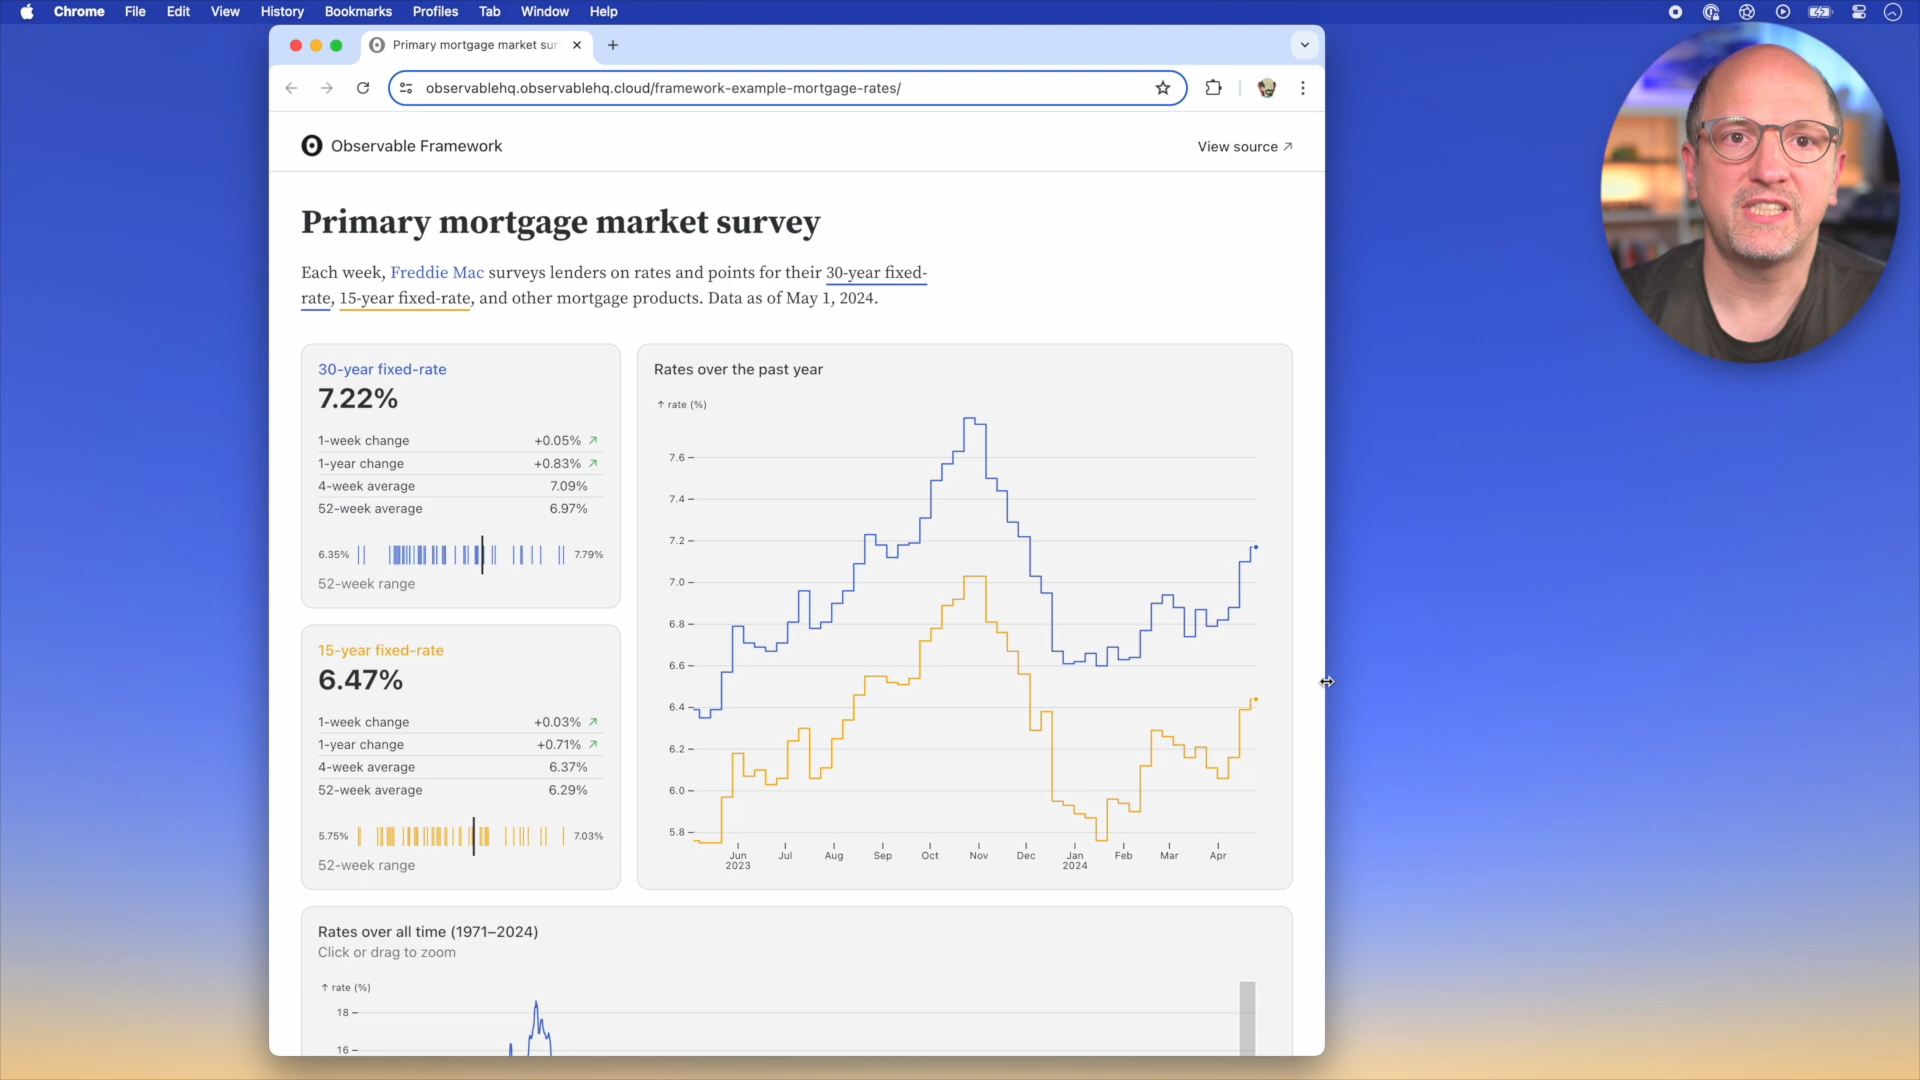 Chrome File Edit View History Bookmarks Profiles Tab Window Help
Primary mortgage market sur
observablehq.observablehq.cloud/framework-example-mortgage-rates/
Observable Framework
View source ↗
Primary mortgage market survey
Each week, Freddie Mac surveys lenders on rates and points for their 30-year fixed-
rate, 15-year fixed-rate, and other mortgage products. Data as of May 1, 2024.
30-year fixed-rate
7.22%
1-week change +0.05% ↗
1-year change +0.83% ↗
4-week average 7.09%
52-week average 6.97%
6.35% 7.79%
52-week range
15-year fixed-rate
6.47%
1-week change +0.03% ↗
1-year change +0.71% ↗
4-week average 6.37%
52-week average 6.29%
5.75% 7.03%
52-week range
Rates over the past year
↑ rate (%)
7.6
7.4
7.2
7.0
6.8
6.6
6.4
6.2
6.0
5.8
Jun Jul Aug Sep Oct Nov Dec Jan Feb Mar Apr
2023 2024
Rates over all time (1971–2024)
Click or drag to zoom
↑ rate (%)
18
16